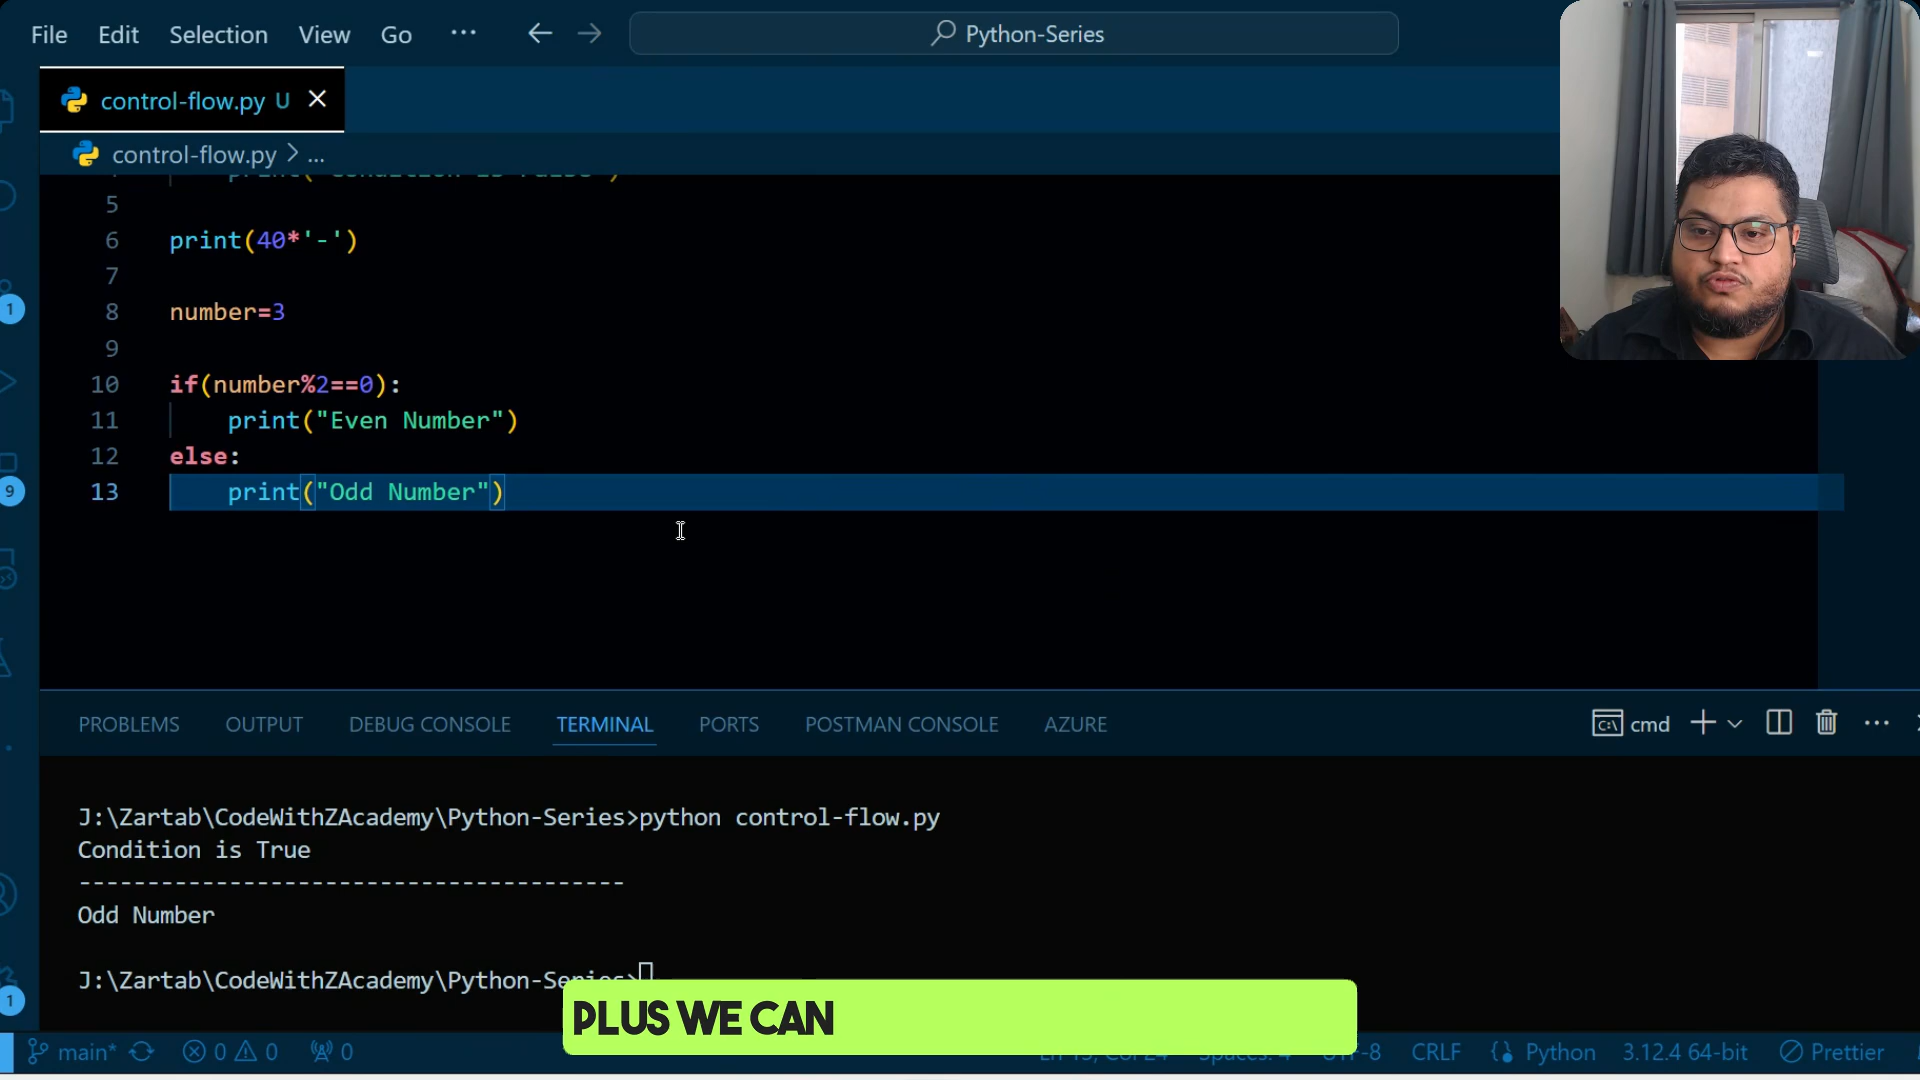 File Edit Selection View Go ··· ← → Python-Series
control-flow.py U ×
control-flow.py > ...
5
6 print(40*'-')
7
8 number=3
9
10 if(number%2==0):
11 print("Even Number")
12 else:
13 print("Odd Number")
1
9
PROBLEMS OUTPUT DEBUG CONSOLE TERMINAL PORTS POSTMAN CONSOLE AZURE cmd
J:\Zartab\CodeWithZAcademy\Python-Series>python control-flow.py
Condition is True
----------------------------------------
Odd Number
J:\Zartab\CodeWithZAcademy\Python-Series>
1
PLUS WE CAN
main* 0 0 0 CRLF Python 3.12.4 64-bit Prettier